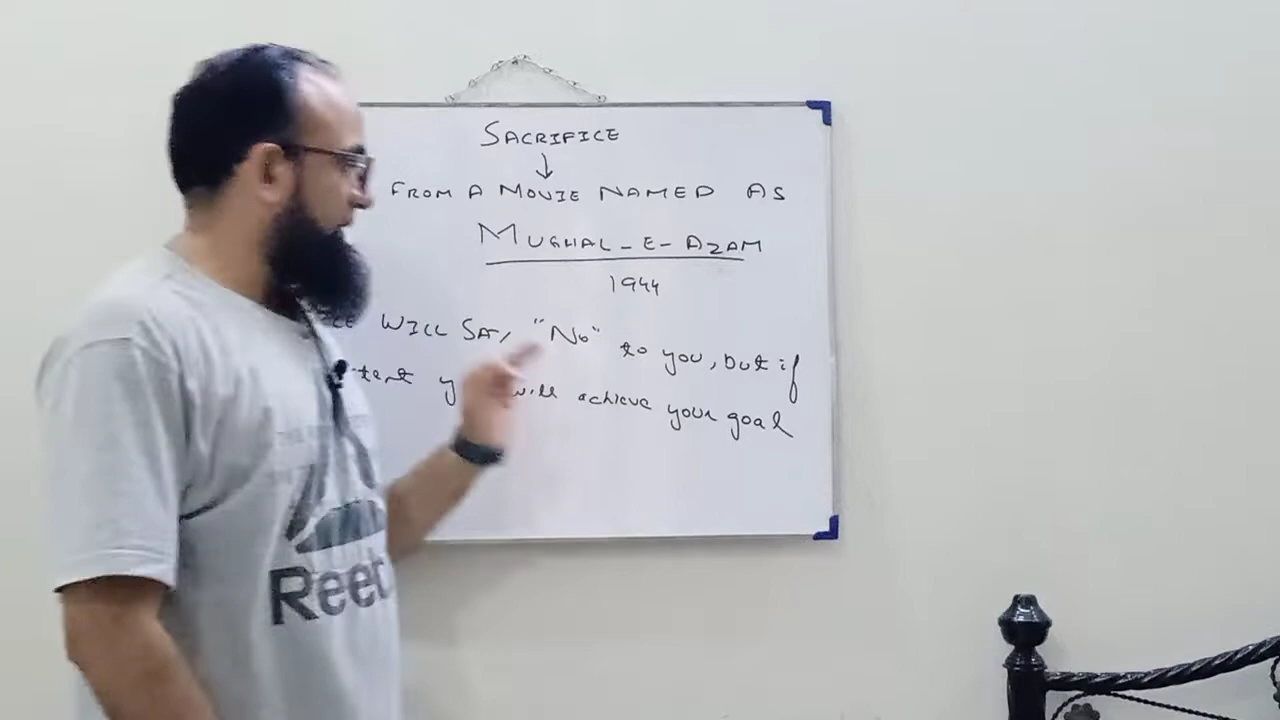 SACRIFICE
↓
FROM A MOVIE NAMED AS
MUGHAL-E-AZAM
1944
WILL SAY "No" to you, but if
will achieve your goal
Reeb